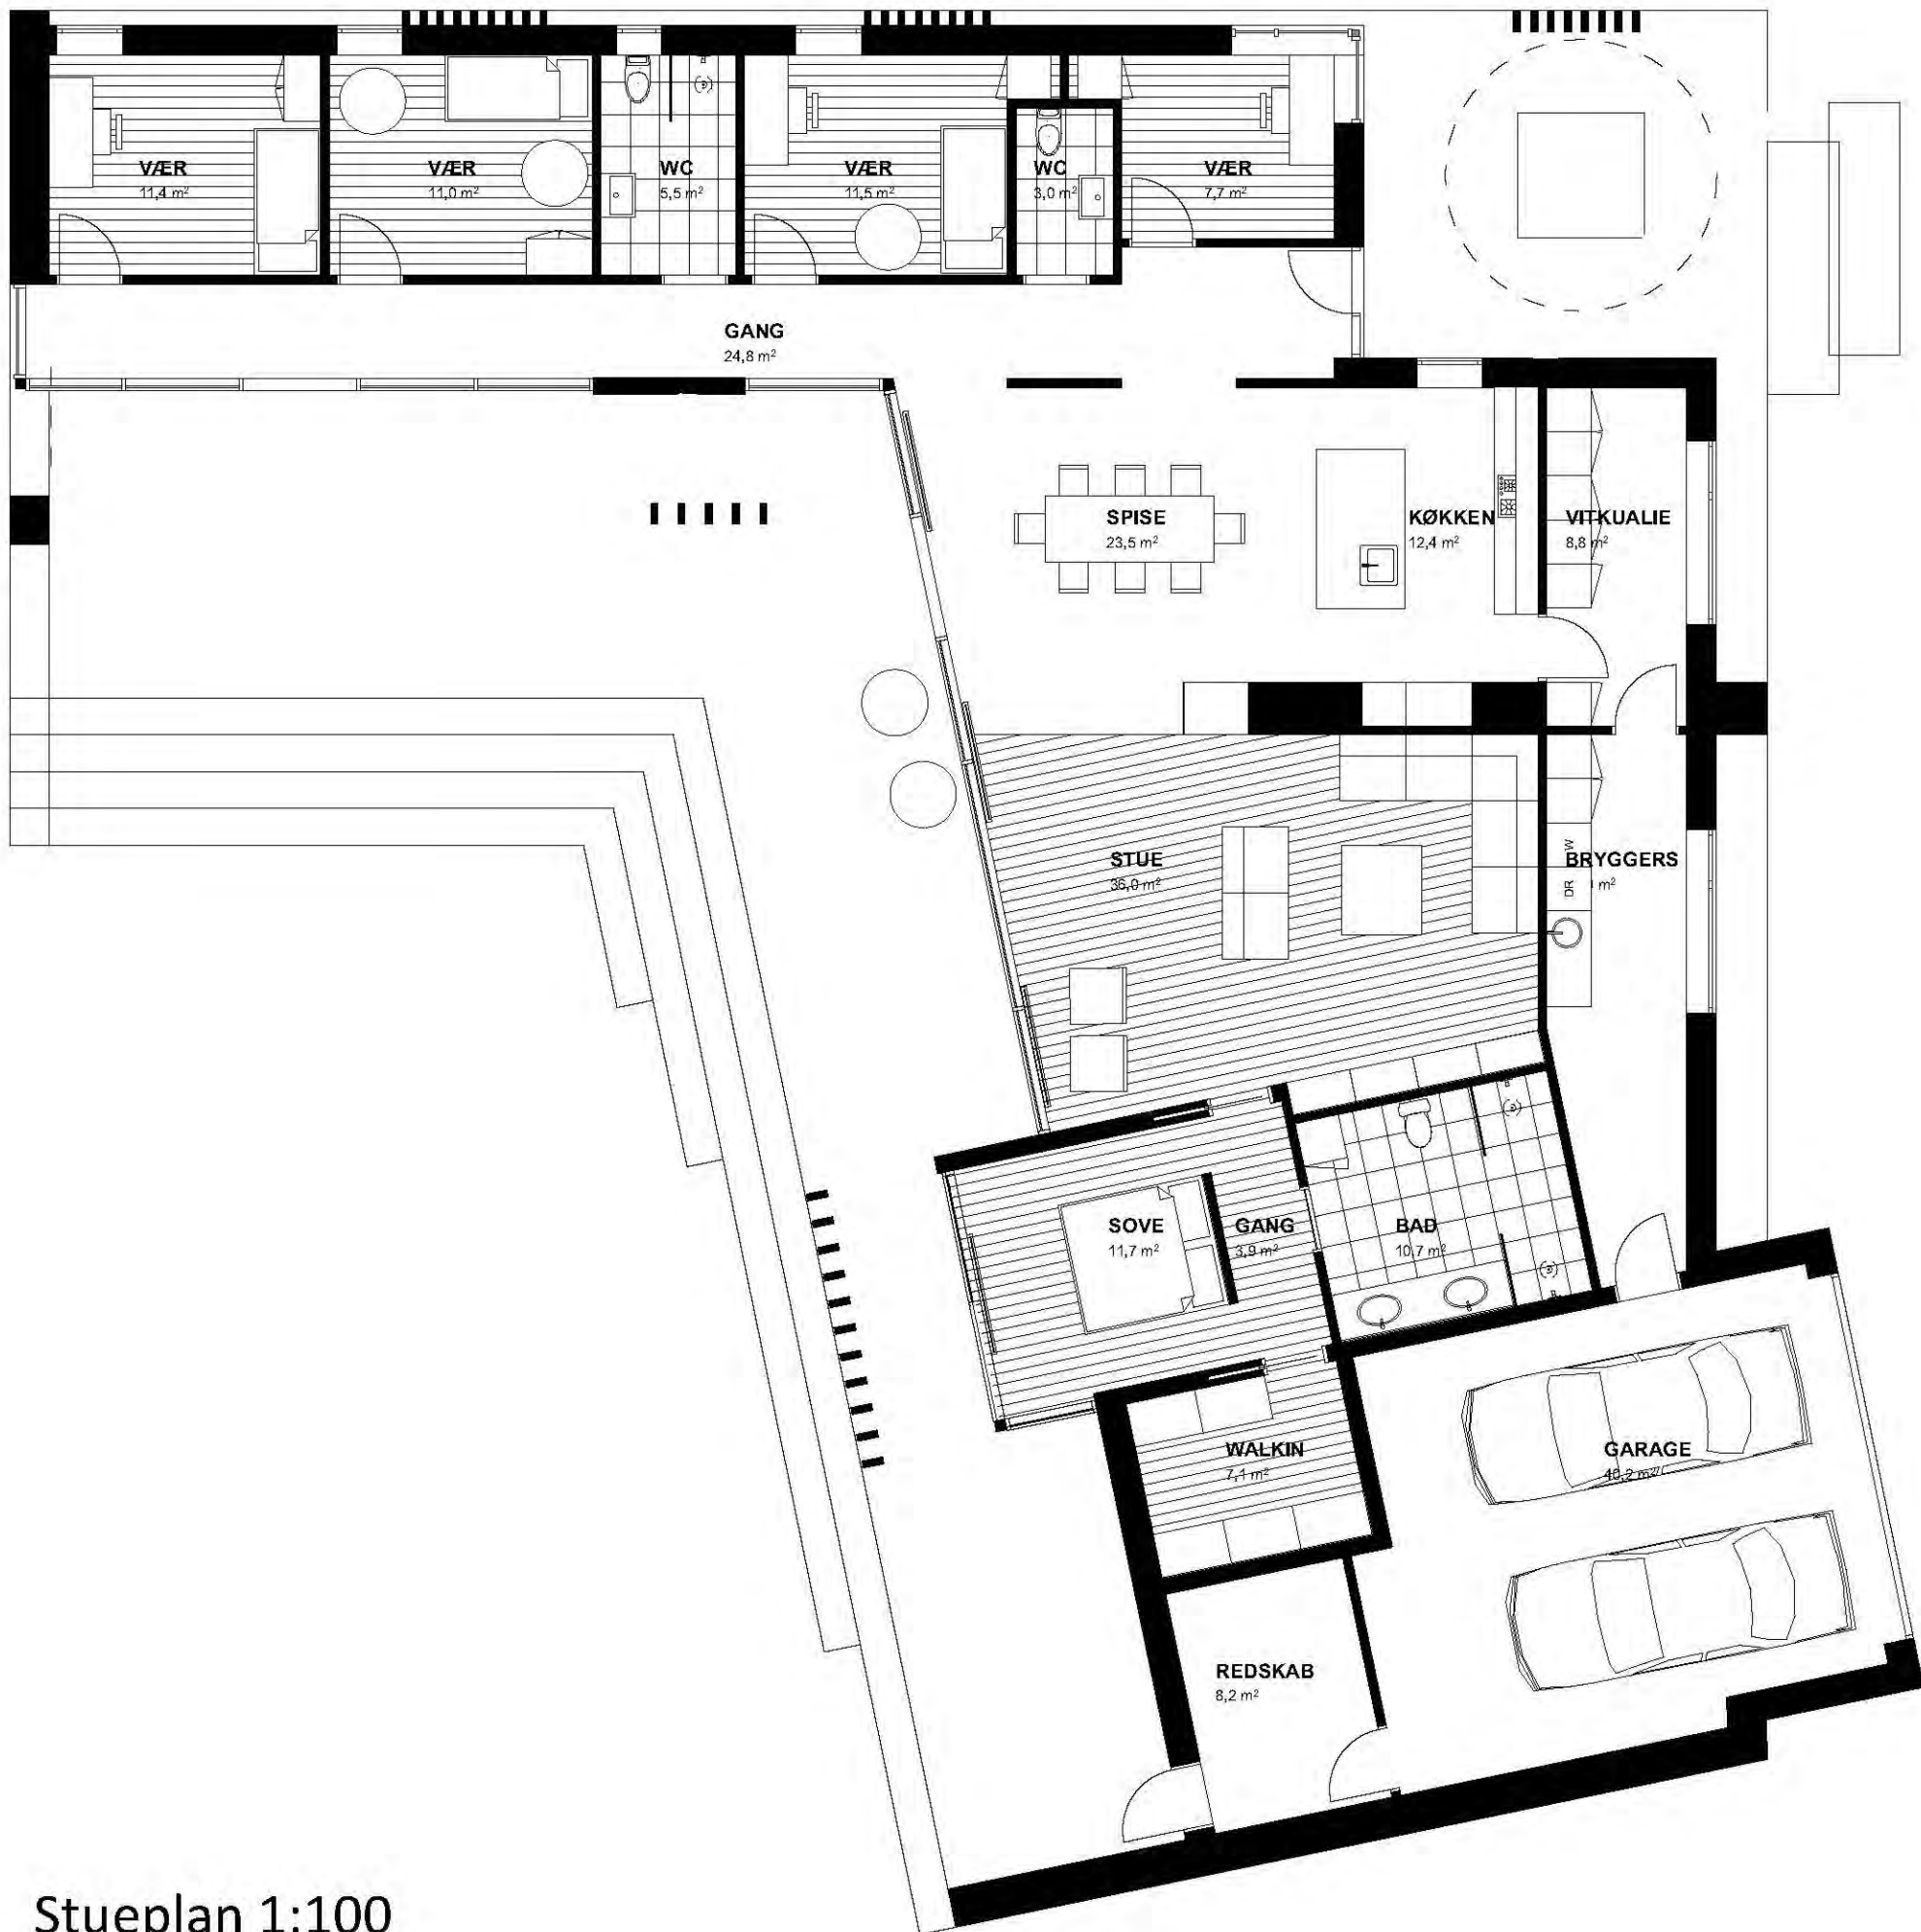 VÆR
11,4 m²
VÆR
11,0 m²
WC
5,5 m²
VÆR
11,5 m²
WC
3,0 m²
VÆR
7,7 m²
GANG
24,8 m²
SPISE
23,5 m²
KØKKEN
12,4 m²
VITKUALIE
8,8 m²
STUE
36,0 m²
W
BRYGGERS
DR
m²
SOVE
11,7 m²
GANG
3,9 m²
BAD
10,7 m²
WALKIN
7,1 m²
GARAGE
40,2 m²
REDSKAB
8,2 m²
Stueplan 1:100